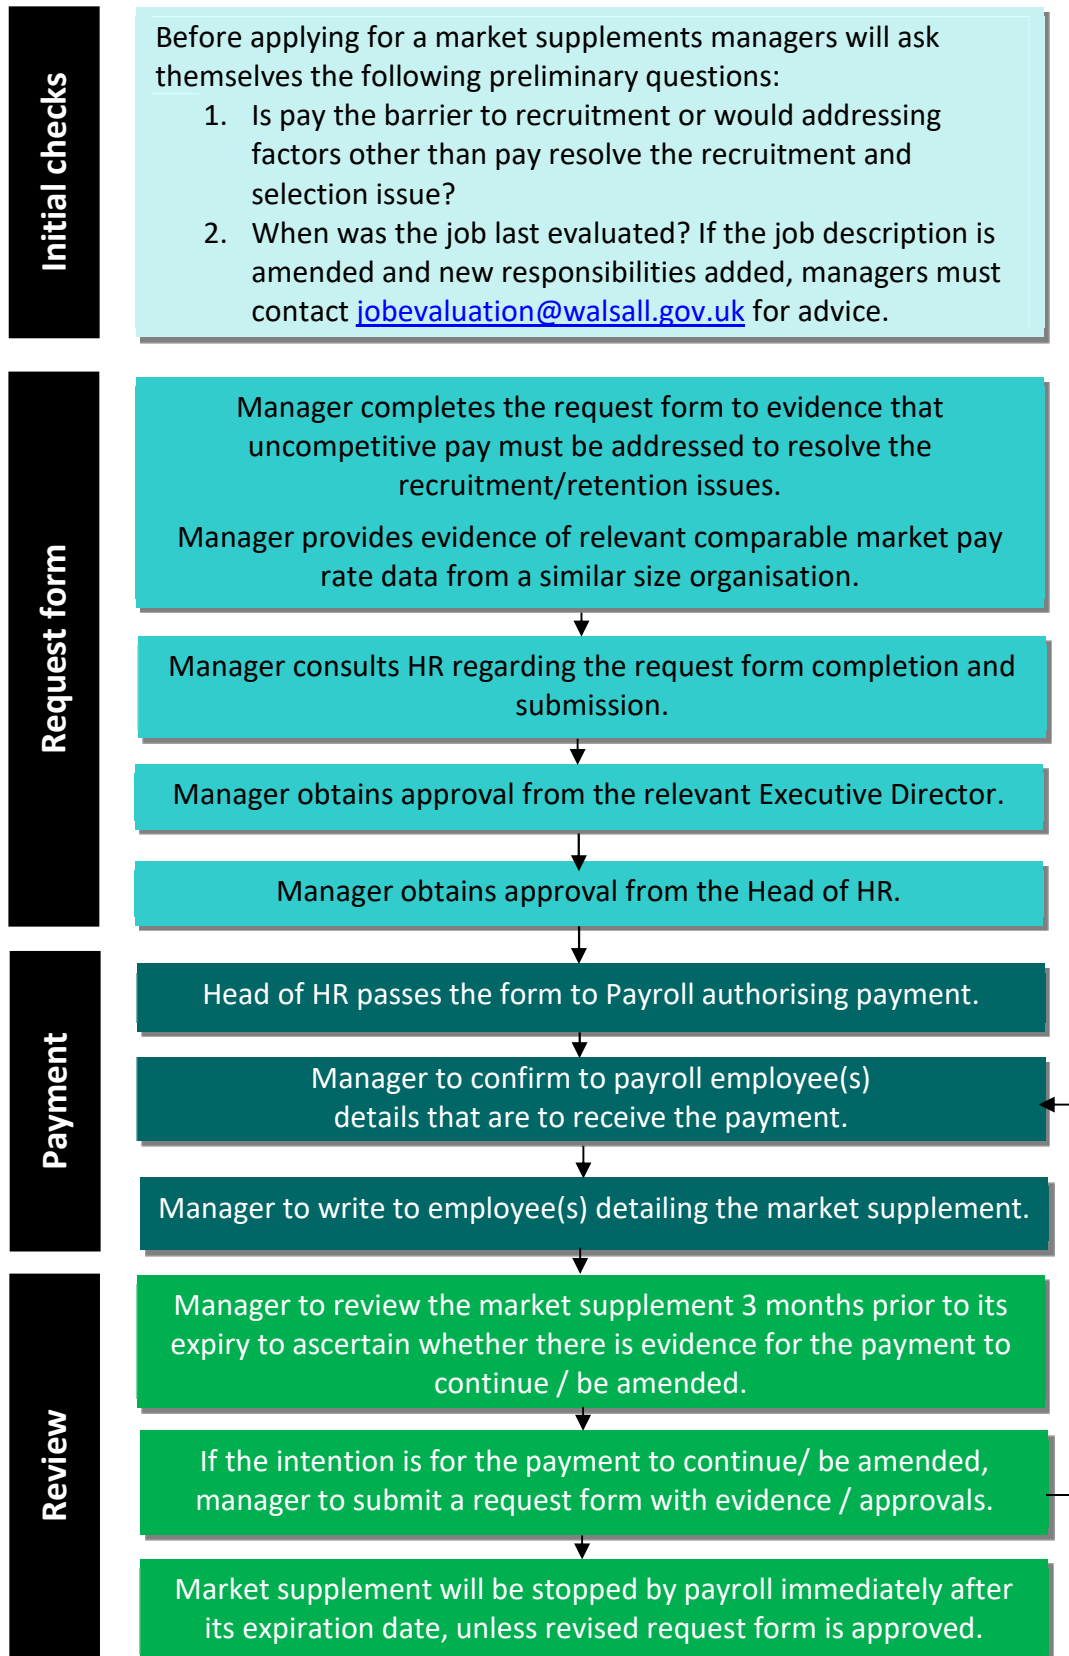 Initial checks
Before applying for a market supplements managers will ask
themselves the following preliminary questions:
1. Is pay the barrier to recruitment or would addressing
factors other than pay resolve the recruitment and
selection issue?
2. When was the job last evaluated? If the job description is
amended and new responsibilities added, managers must
contact jobevaluation@walsall.gov.uk for advice.
Request form
Manager completes the request form to evidence that
uncompetitive pay must be addressed to resolve the
recruitment/retention issues.
Manager provides evidence of relevant comparable market pay
rate data from a similar size organisation.
Manager consults HR regarding the request form completion and
submission.
Manager obtains approval from the relevant Executive Director.
Manager obtains approval from the Head of HR.
Payment
Head of HR passes the form to Payroll authorising payment.
Manager to confirm to payroll employee(s)
details that are to receive the payment.
Manager to write to employee(s) detailing the market supplement.
Review
Manager to review the market supplement 3 months prior to its
expiry to ascertain whether there is evidence for the payment to
continue / be amended.
If the intention is for the payment to continue/ be amended,
manager to submit a request form with evidence / approvals.
Market supplement will be stopped by payroll immediately after
its expiration date, unless revised request form is approved.